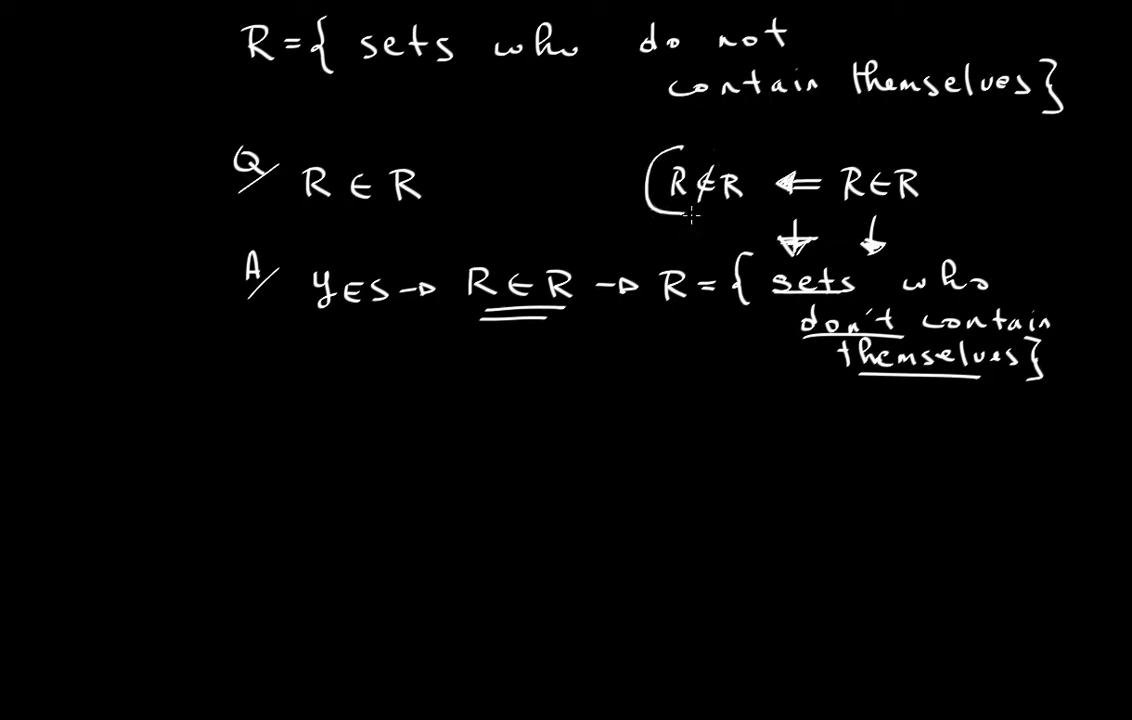 R = { sets who do not
contain themselves }
Q/ R ∈ R
R ∉ R ⇐ R ∈ R
A/ YES → R ∈ R → R = { sets who
don't contain
themselves }